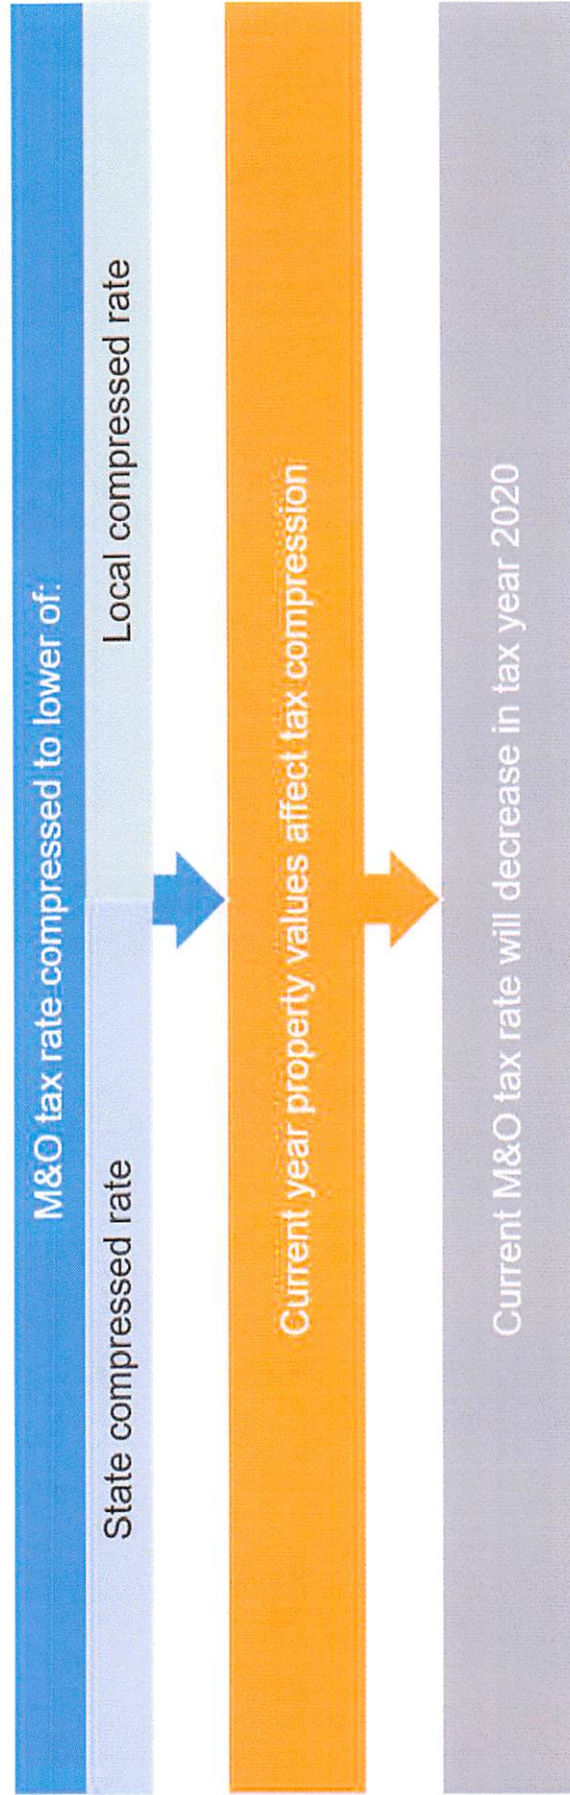 M&O tax rate compressed to lower of:
State compressed rate
Local compressed rate
Current year property values affect tax compression
Current M&O tax rate will decrease in tax year 2020